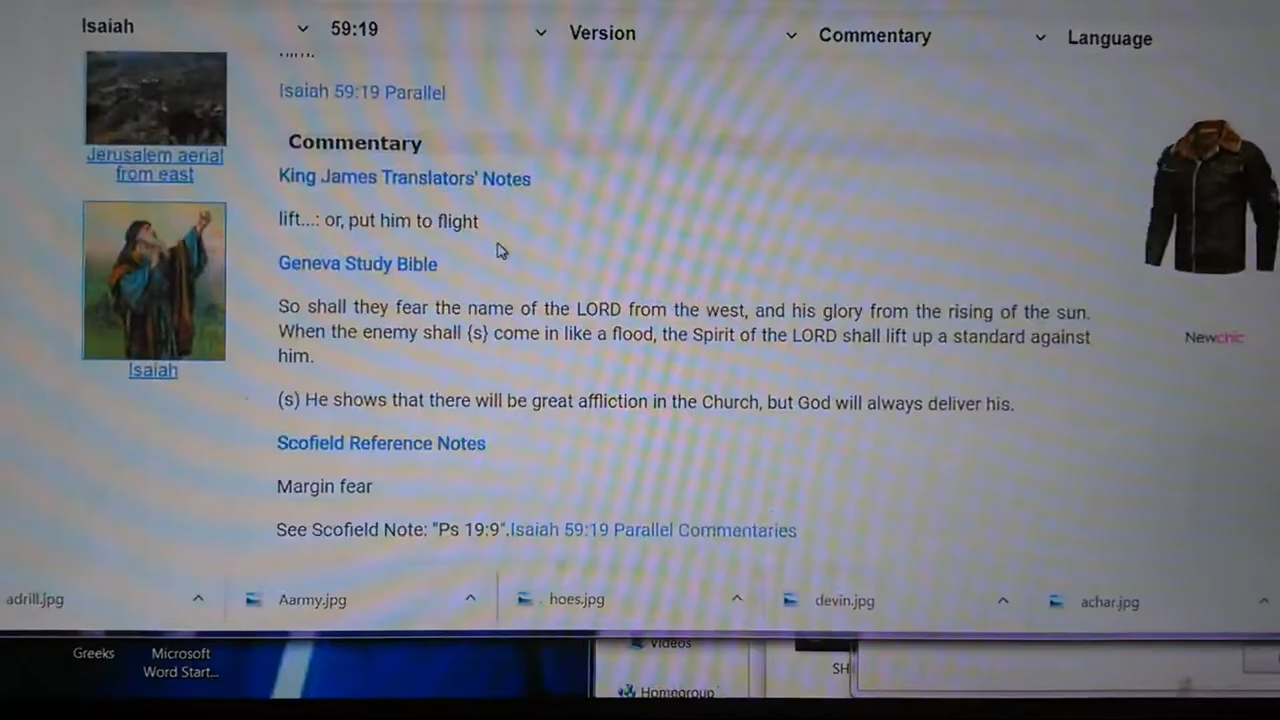 Isaiah
59:19
Version
Commentary
Language
Isaiah 59:19 Parallel
Jerusalem aerial
from east
Commentary
King James Translators' Notes
lift...: or, put him to flight
Geneva Study Bible
So shall they fear the name of the LORD from the west, and his glory from the rising of the sun.
When the enemy shall {s} come in like a flood, the Spirit of the LORD shall lift up a standard against
him.
Isaiah
Newchic
(s) He shows that there will be great affliction in the Church, but God will always deliver his.
Scofield Reference Notes
Margin fear
See Scofield Note: "Ps 19:9".Isaiah 59:19 Parallel Commentaries
adrill.jpg
Aarmy.jpg
hoes.jpg
devin.jpg
achar.jpg
Greeks
Microsoft
Word Start...
Videos
SH
Homegroup